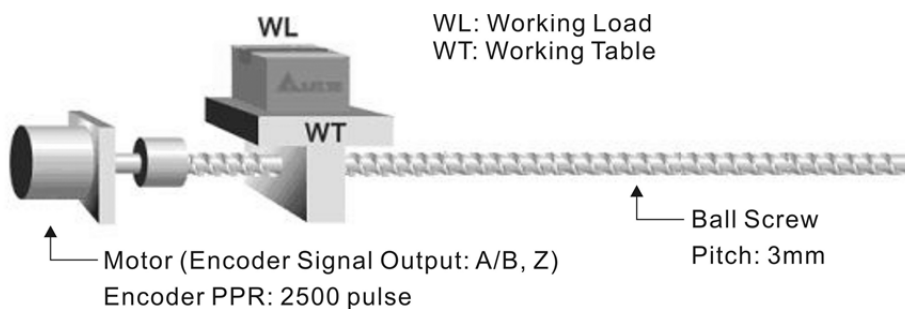 WL
WL: Working Load
WT: Working Table
WT
Ball Screw
Pitch: 3mm
Motor (Encoder Signal Output: A/B, Z)
Encoder PPR: 2500 pulse